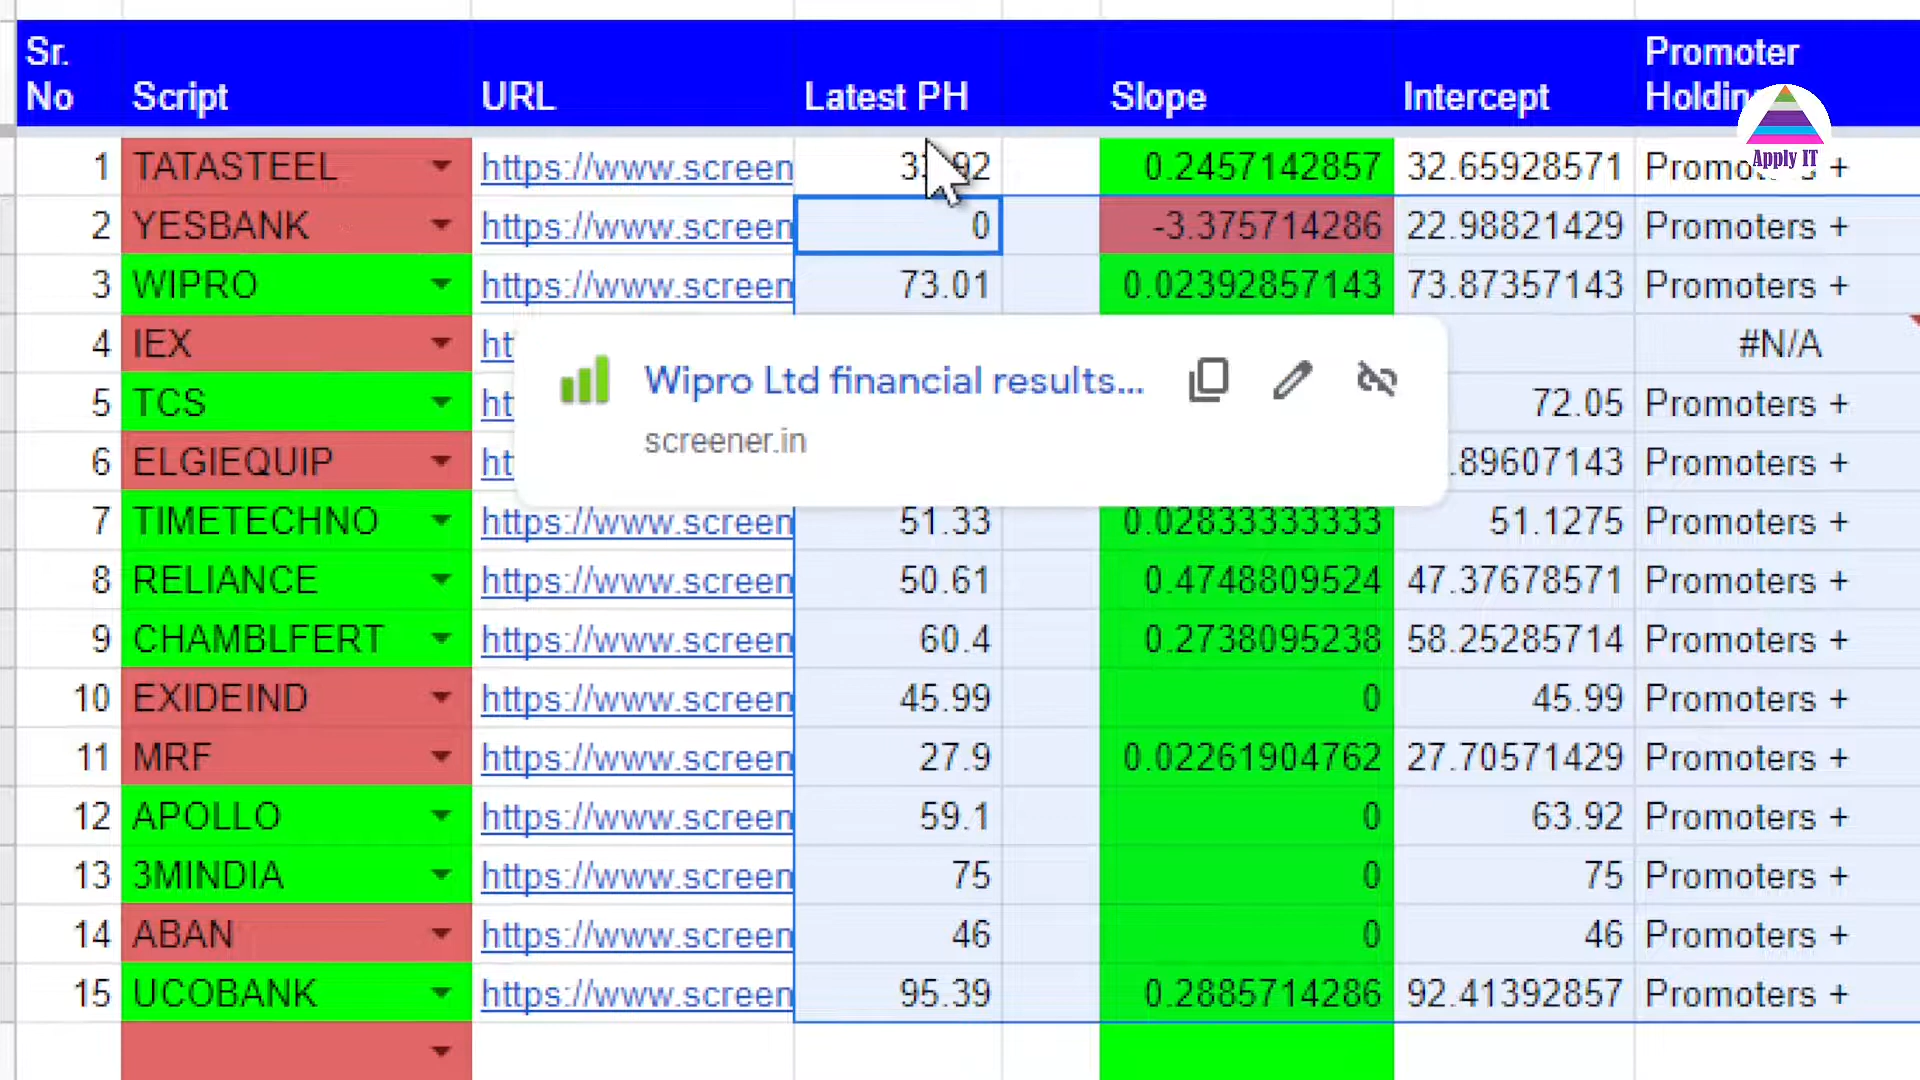 Sr. No Script URL Latest PH Slope Intercept Promoter
1 TATASTEEL https://www.screen 0.2457142857 32.65928571 +
Apply IT
2 YESBANK https://www.screen 0 -3.375714286 22.98821429 Promoters +
3 WIPRO https://www.screen 73.01 0.02392857143 73.87357143 Promoters +
4 IEX ht #N/A
Wipro Ltd financial results...
screener.in
5 TCS ht 72.05 Promoters +
6 ELGIEQUIP ht .89607143 Promoters +
7 TIMETECHNO https://www.screen 51.33 0.02833333333 51.1275 Promoters +
8 RELIANCE https://www.screen 50.61 0.4748809524 47.37678571 Promoters +
9 CHAMBLFERT https://www.screen 60.4 0.2738095238 58.25285714 Promoters +
10 EXIDEIND https://www.screen 45.99 0 45.99 Promoters +
11 MRF https://www.screen 27.9 0.02261904762 27.70571429 Promoters +
12 APOLLO https://www.screen 59.1 0 63.92 Promoters +
13 3MINDIA https://www.screen 75 0 75 Promoters +
14 ABAN https://www.screen 46 0 46 Promoters +
15 UCOBANK https://www.screen 95.39 0.2885714286 92.41392857 Promoters +